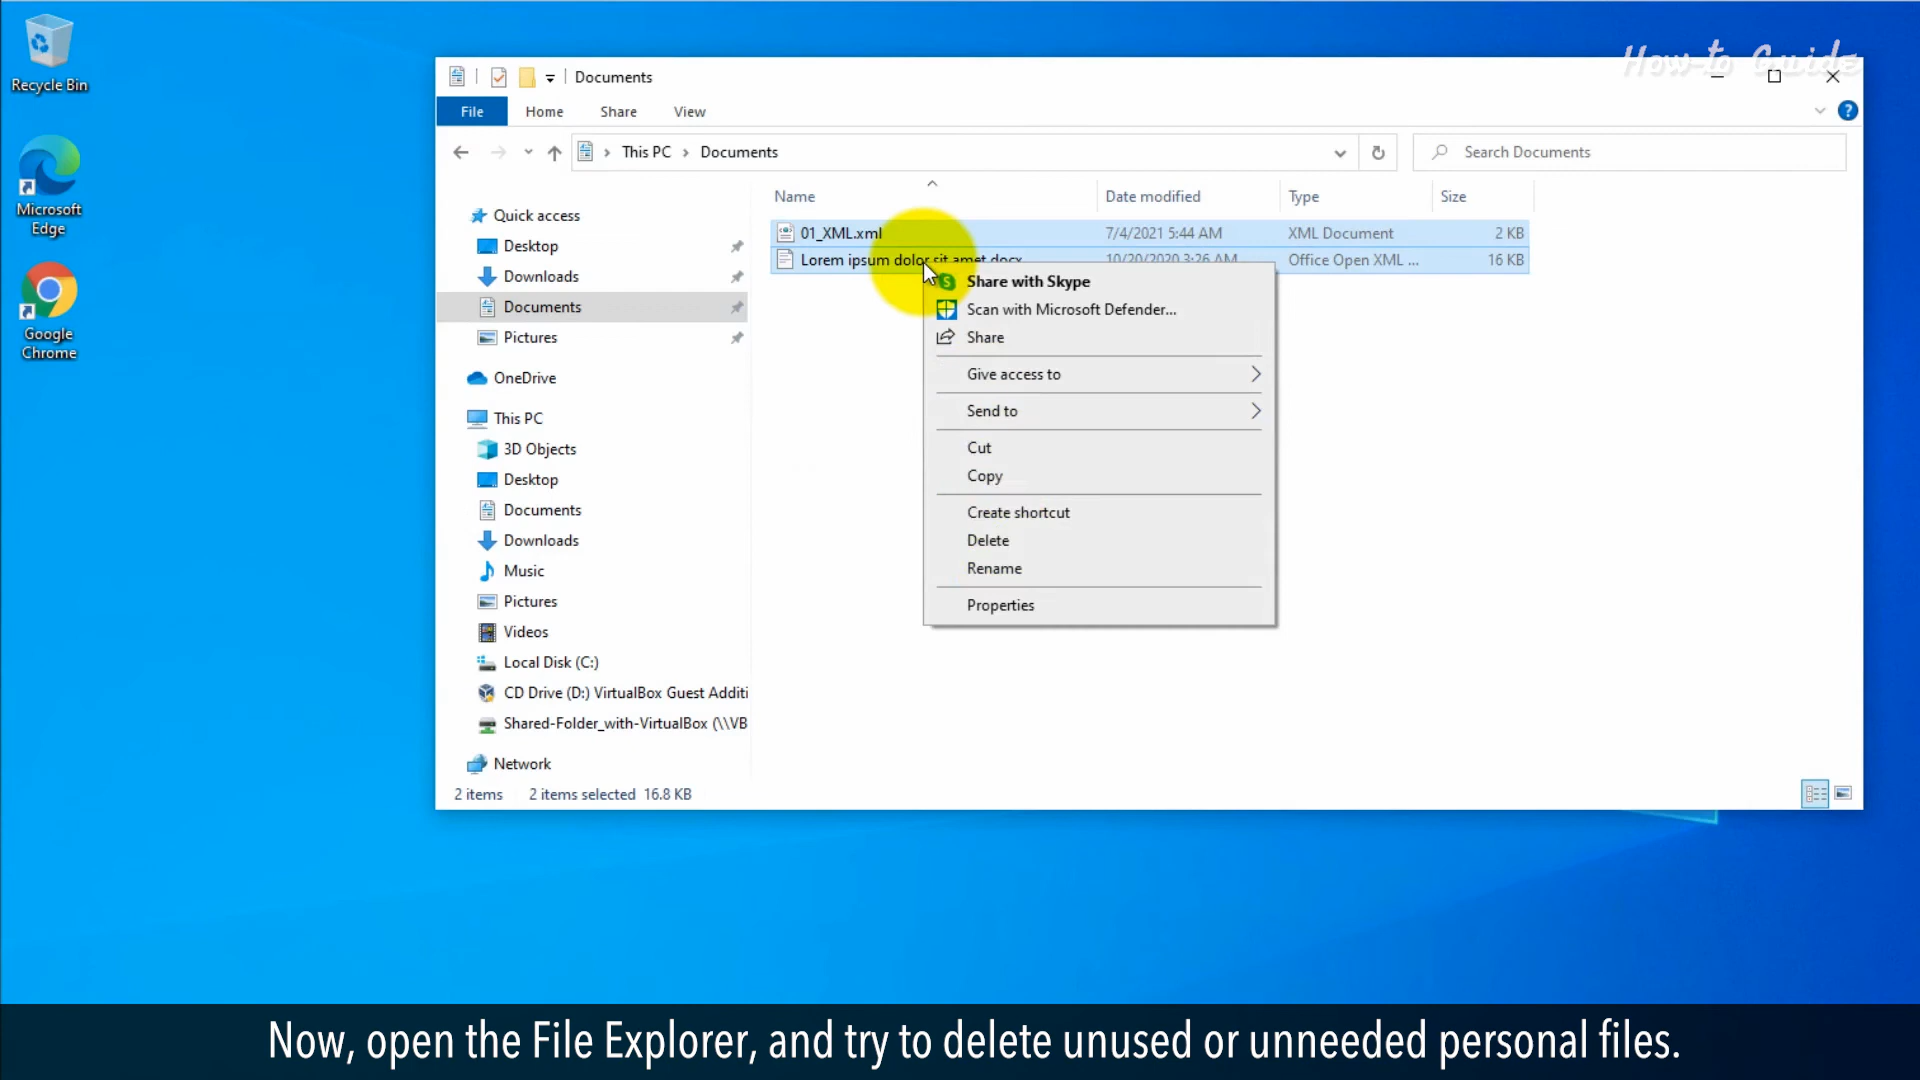 Recycle Bin
Microsoft
Edge
Google
Chrome
How-to Guide
Documents
File Home Share View
This PC > Documents
Search Documents
Name Date modified Type Size
01_XML.xml 7/4/2021 5:44 AM XML Document 2 KB
Lorem ipsum dolor sit amet.docx 10/20/2020 3:26 AM Office Open XML ... 16 KB
Quick access
Desktop
Downloads
Documents
Pictures
OneDrive
This PC
3D Objects
Desktop
Documents
Downloads
Music
Pictures
Videos
Local Disk (C:)
CD Drive (D:) VirtualBox Guest Additi
Shared-Folder_with-VirtualBox (\\VB
Network
Share with Skype
Scan with Microsoft Defender...
Share
Give access to
Send to
Cut
Copy
Create shortcut
Delete
Rename
Properties
2 items 2 items selected 16.8 KB
Now, open the File Explorer, and try to delete unused or unneeded personal files.